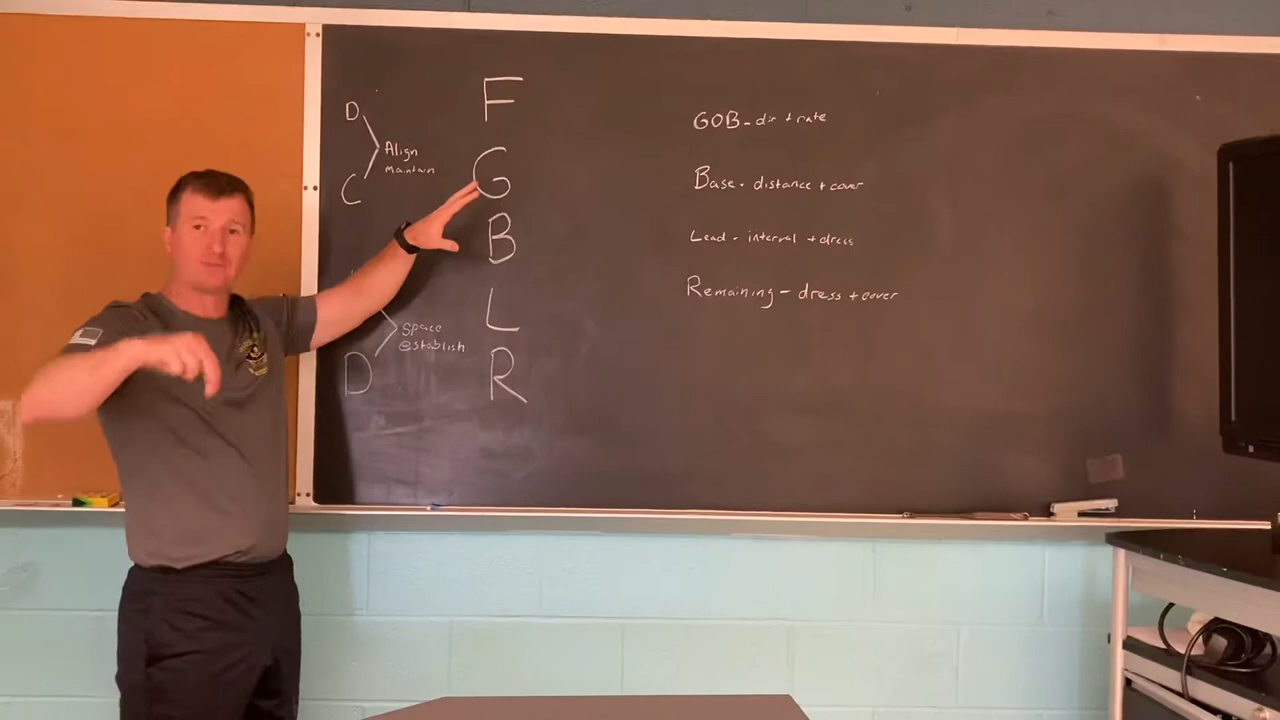 F
G
B
L
R
D
Align
maintain
C
Space
establish
D
GOB - dir + rate
Base - distance + cover
Lead - interval + dress
Remaining - dress + cover